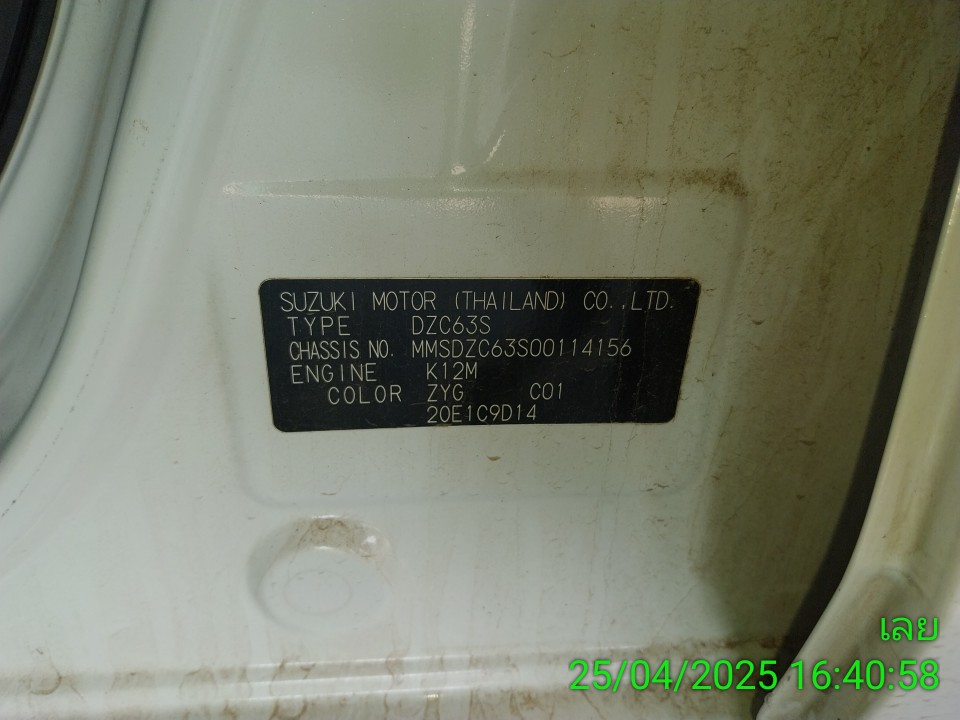 SUZUKI MOTOR (THAILAND) CO.,LTD.
TYPE DZC63S
CHASSIS NO. MMSDZC63S00114156
ENGINE K12M
COLOR ZYG C01
20E1C9D14
เลย
25/04/2025 16:40:58